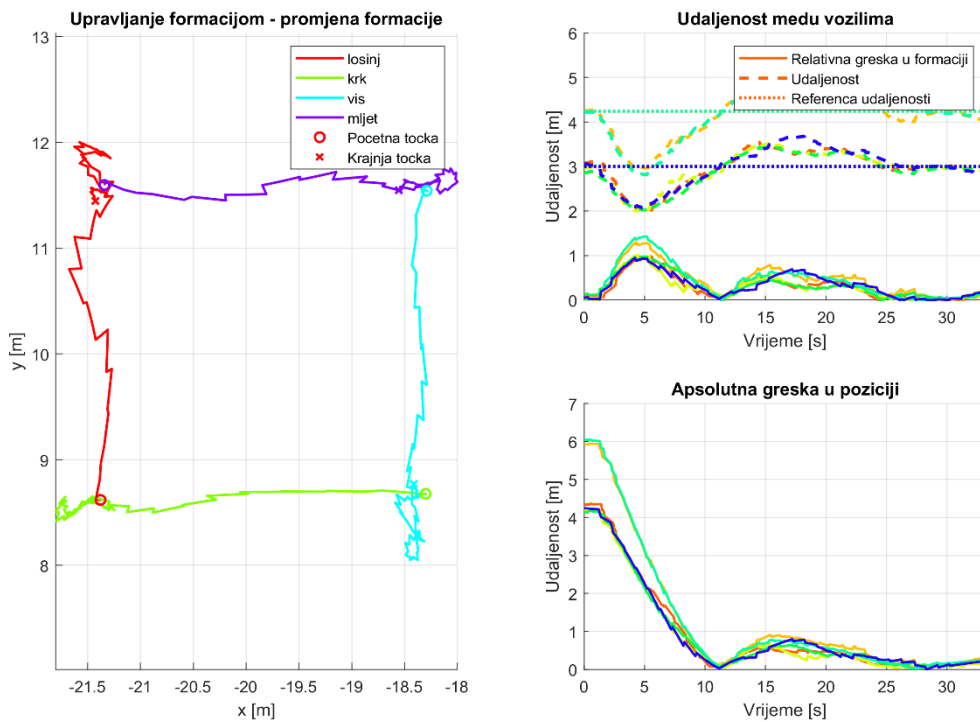 Upravljanje formacijom - promjena formacije
13
12
11
10
9
8
y [m]
-21.5
-21
-20.5
-20
-19.5
-19
-18.5
-18
x [m]
losinj
krk
vis
mljet
Pocetna tocka
Krajnja tocka
Udaljenost medu vozilima
6
5
4
3
2
1
0
Udaljenost [m]
0
5
10
15
20
25
30
Vrijeme [s]
Relativna greska u formaciji
Udaljenost
Referenca udaljenosti
Apsolutna greska u poziciji
7
6
5
4
3
2
1
0
Udaljenost [m]
0
5
10
15
20
25
30
Vrijeme [s]